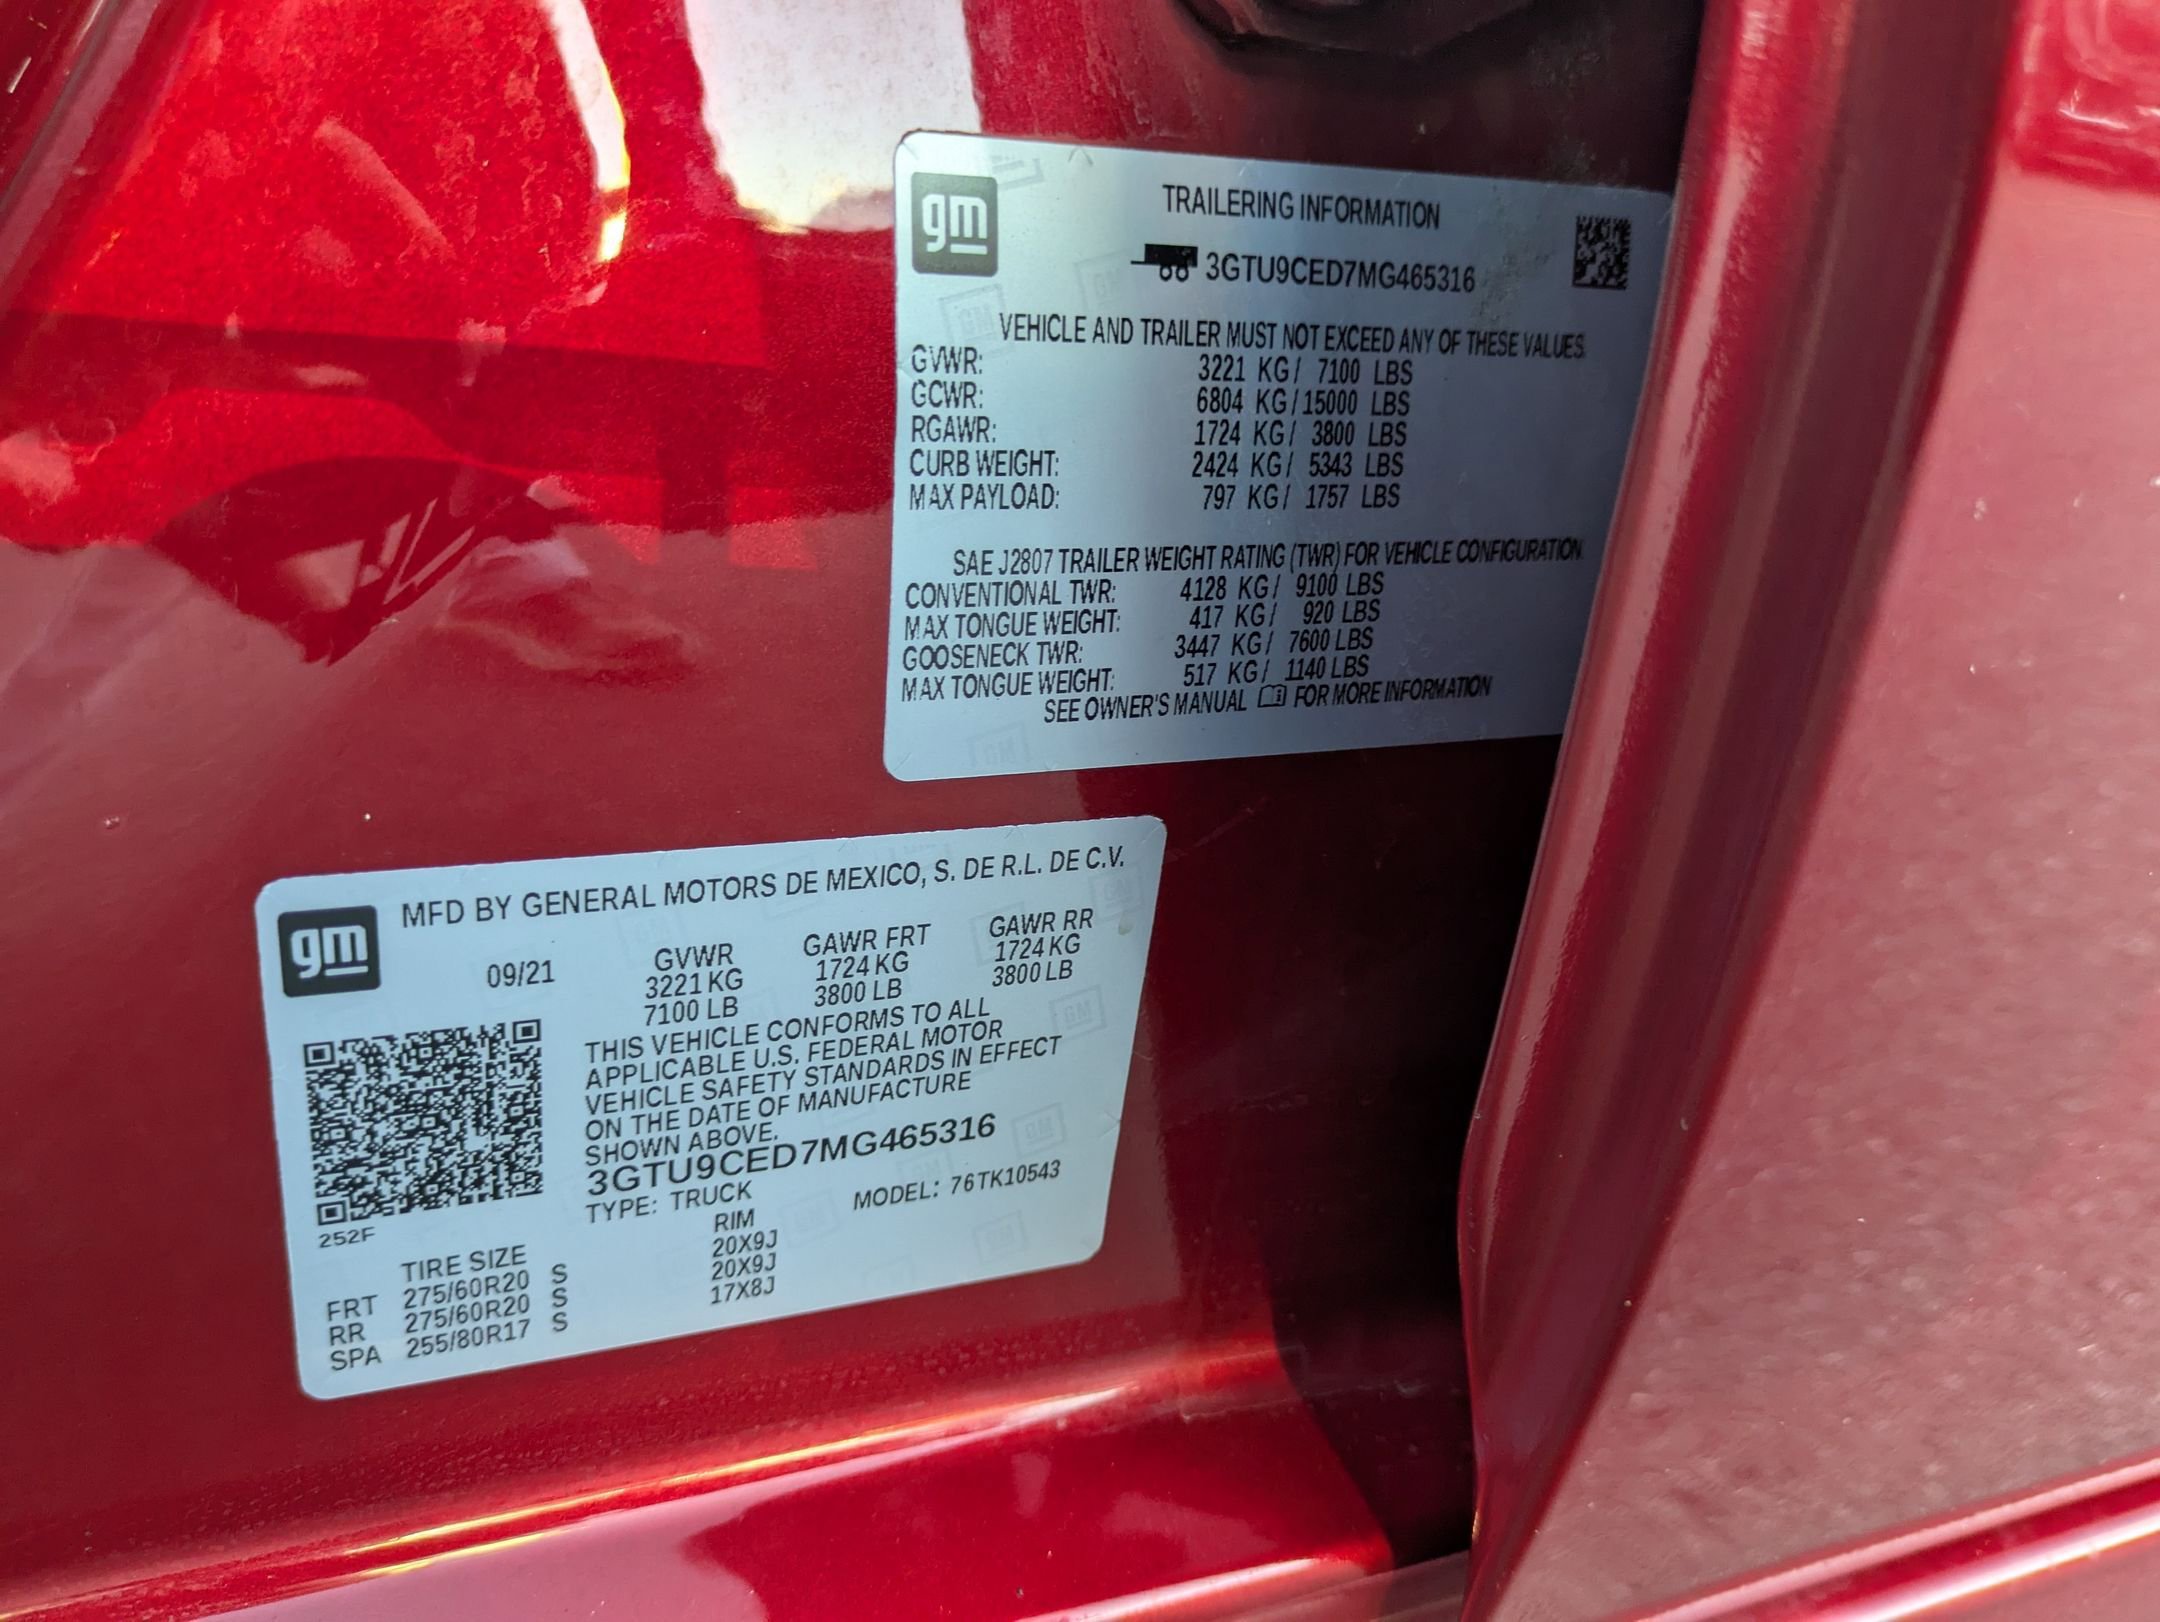 gm
TRAILERING INFORMATION
3GTU9CED7MG465316
VEHICLE AND TRAILER MUST NOT EXCEED ANY OF THESE VALUES
GVWR: 3221 KG/ 7100 LBS
GCWR: 6804 KG/15000 LBS
RGAWR: 1724 KG/ 3800 LBS
CURB WEIGHT: 2424 KG/ 5343 LBS
MAX PAYLOAD: 797 KG/ 1757 LBS
SAE J2807 TRAILER WEIGHT RATING (TWR) FOR VEHICLE CONFIGURATION.
CONVENTIONAL TWR: 4128 KG/ 9100 LBS
MAX TONGUE WEIGHT: 417 KG/ 920 LBS
GOOSENECK TWR: 3447 KG/ 7600 LBS
MAX TONGUE WEIGHT: 517 KG/ 1140 LBS
SEE OWNER'S MANUAL FOR MORE INFORMATION
gm
MFD BY GENERAL MOTORS DE MEXICO, S. DE R.L. DE C.V.
09/21 GVWR GAWR FRT GAWR RR
3221 KG 1724 KG 1724 KG
7100 LB 3800 LB 3800 LB
THIS VEHICLE CONFORMS TO ALL
APPLICABLE U.S. FEDERAL MOTOR
VEHICLE SAFETY STANDARDS IN EFFECT
ON THE DATE OF MANUFACTURE
SHOWN ABOVE.
3GTU9CED7MG465316
TYPE: TRUCK MODEL: 76TK10543
252F
TIRE SIZE RIM
FRT 275/60R20 S 20X9J
RR 275/60R20 S 20X9J
SPA 255/80R17 S 17X8J